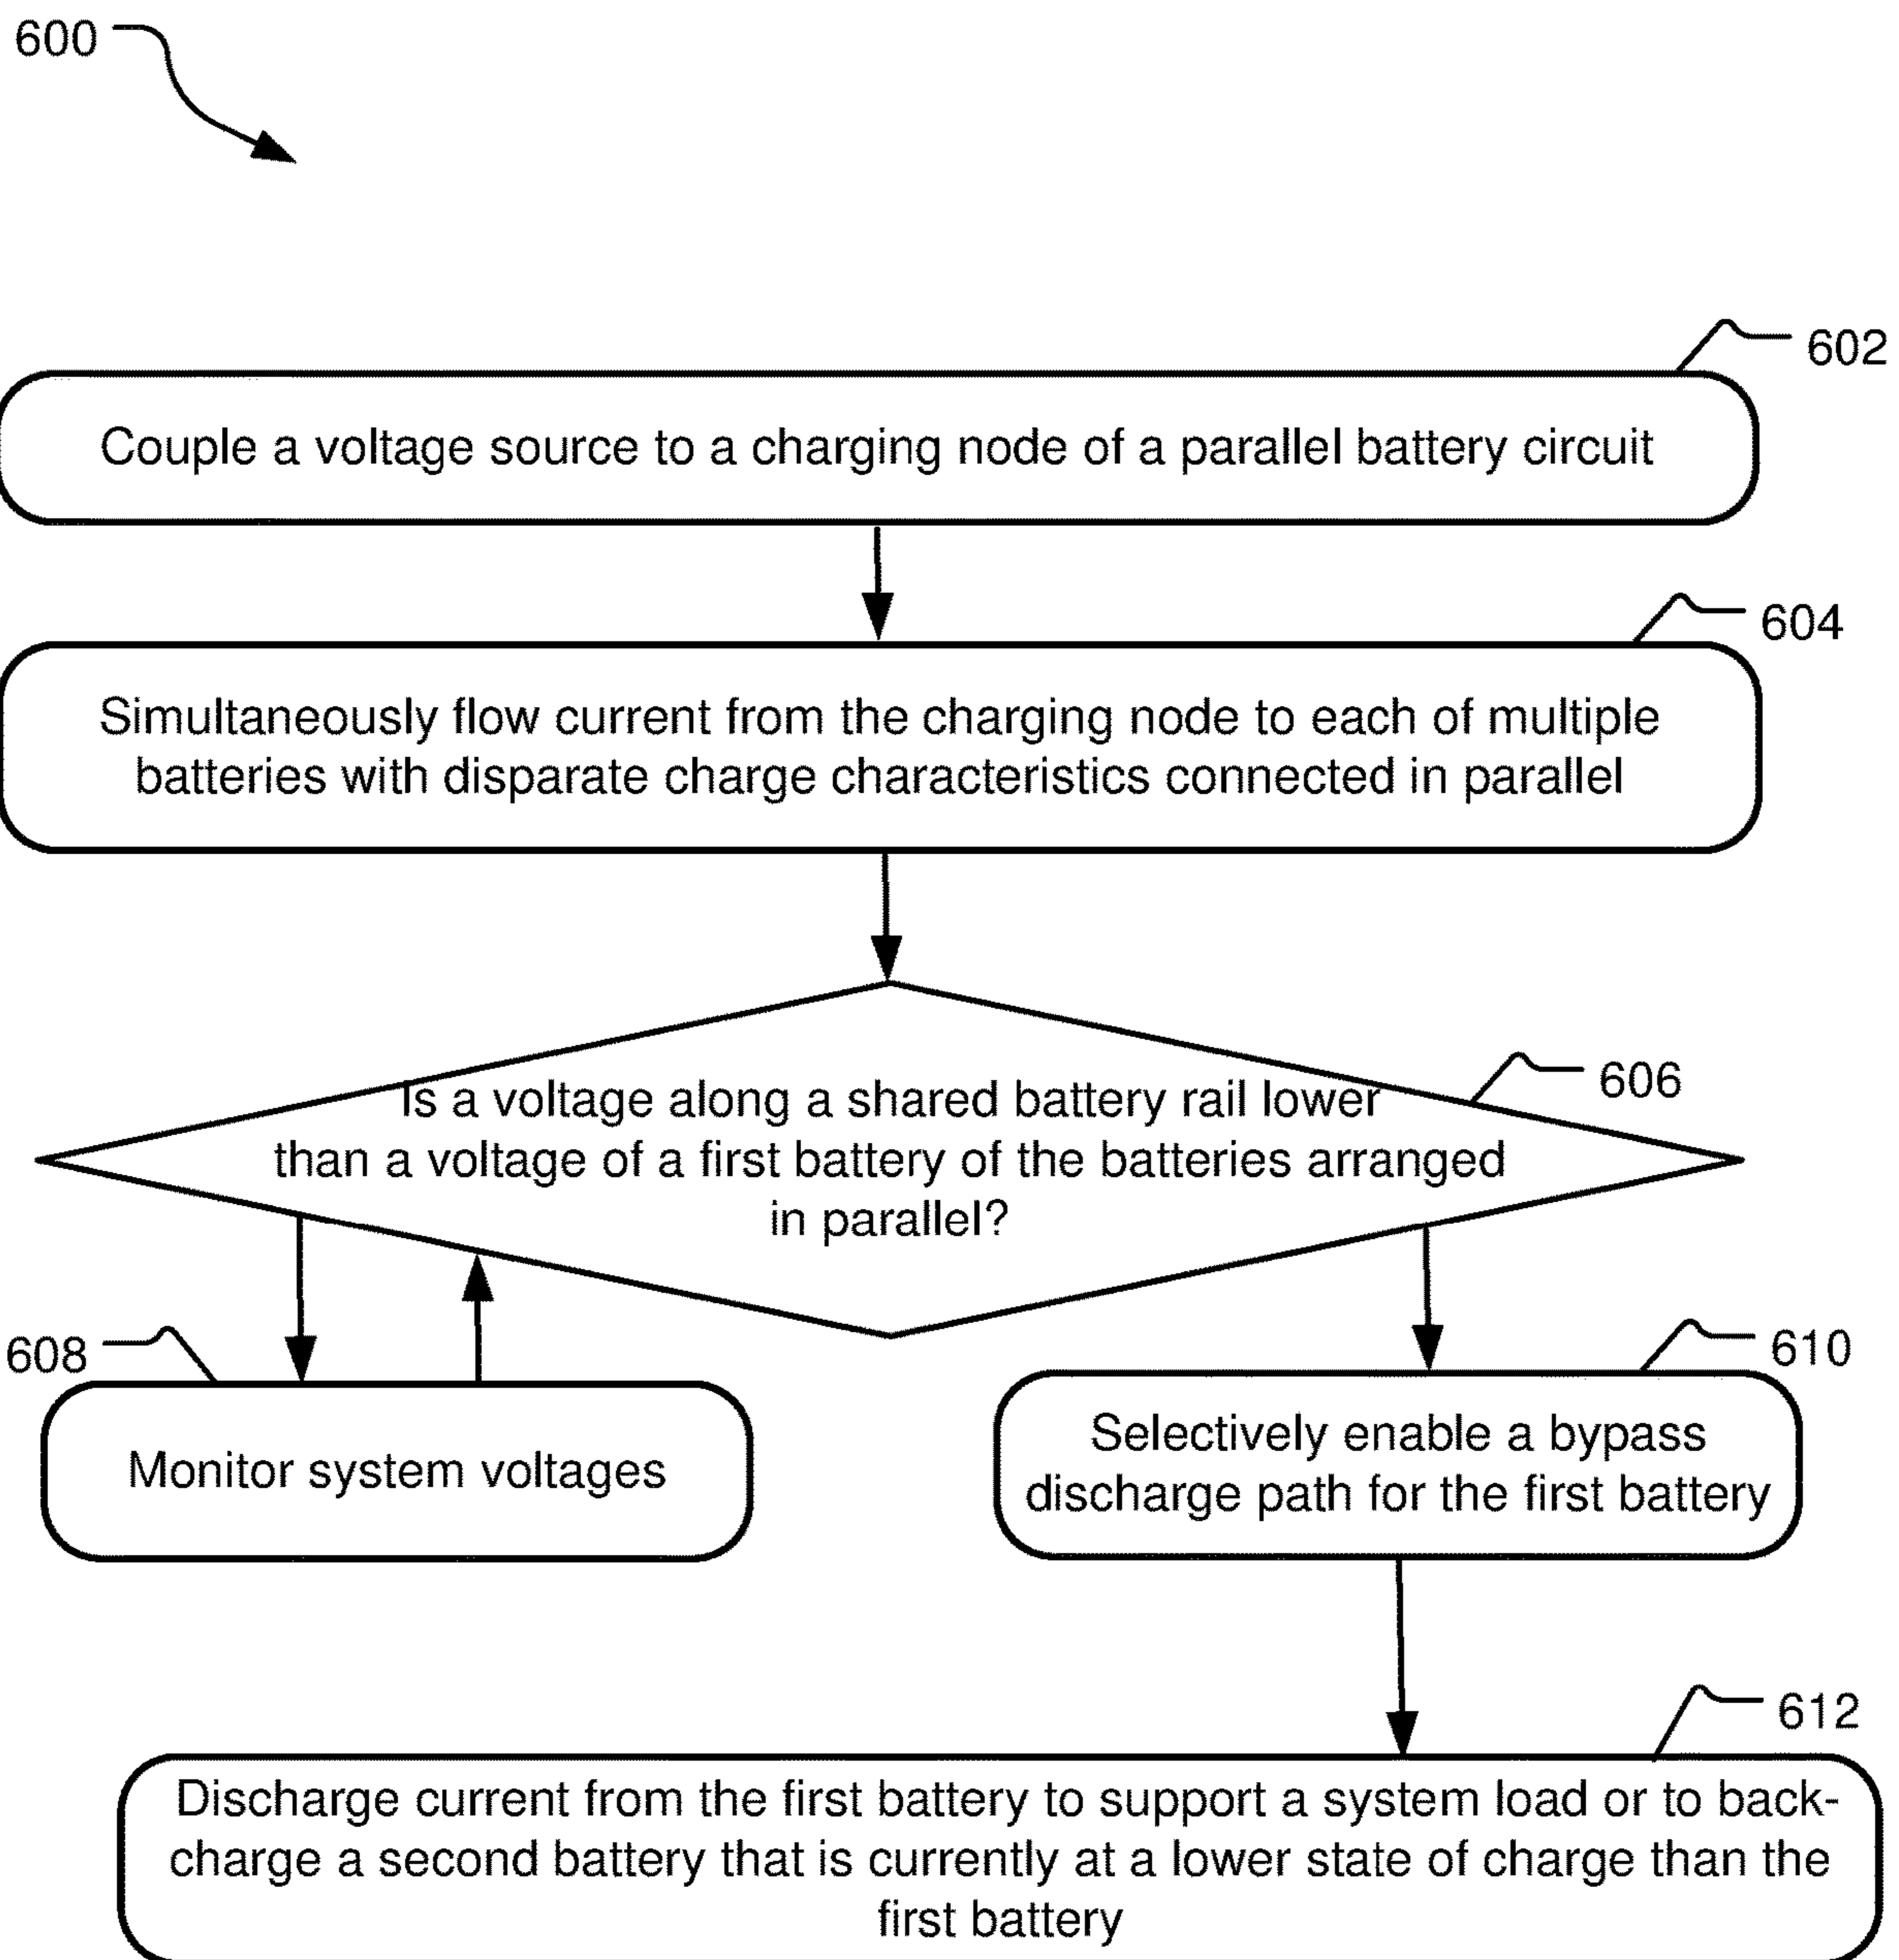 600
602
Couple a voltage source to a charging node of a parallel battery circuit
604
Simultaneously flow current from the charging node to each of multiple
batteries with disparate charge characteristics connected in parallel
606
Is a voltage along a shared battery rail lower
than a voltage of a first battery of the batteries arranged
in parallel?
608
Monitor system voltages
610
Selectively enable a bypass
discharge path for the first battery
612
Discharge current from the first battery to support a system load or to back-
charge a second battery that is currently at a lower state of charge than the
first battery